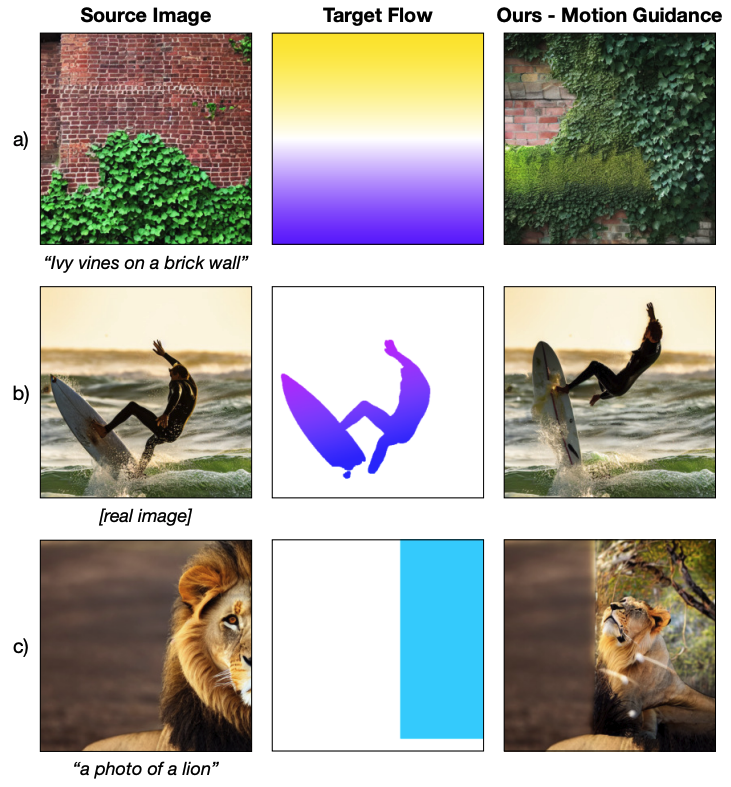 Source Image
Target Flow
Ours - Motion Guidance
a)
“Ivy vines on a brick wall”
b)
[real image]
c)
“a photo of a lion”